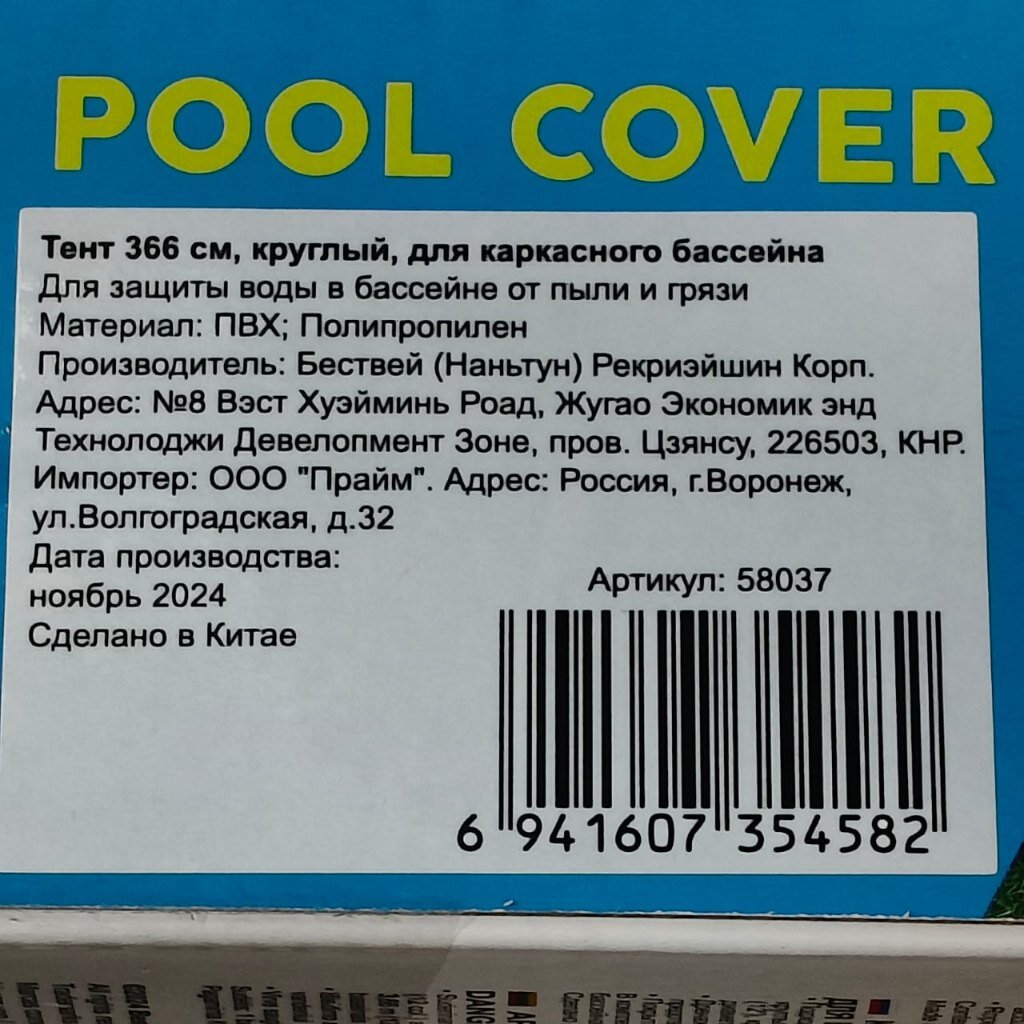 POOL COVER
Тент 366 см, круглый, для каркасного бассейна
Для защиты воды в бассейне от пыли и грязи
Материал: ПВХ; Полипропилен
Производитель: Бествей (Наньтун) Рекриэйшин Корп.
Адрес: №8 Вэст Хуэйминь Роад, Жугао Экономик энд
Технолоджи Девелопмент Зоне, пров. Цзянсу, 226503, КНР.
Импортер: ООО "Прайм". Адрес: Россия, г.Воронеж,
ул.Волгоградская, д.32
Дата производства:
ноябрь 2024
Сделано в Китае
Артикул: 58037
6 941607 354582